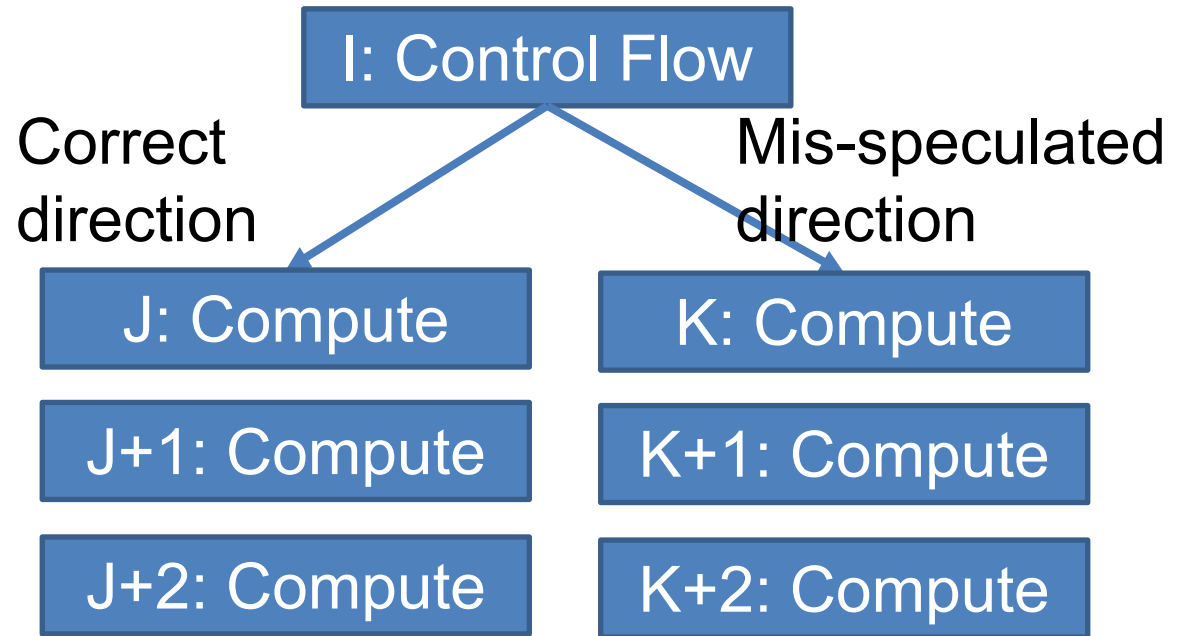 I: Control Flow
Correct
direction
Mis-speculated
direction
J: Compute
K: Compute
J+1: Compute
K+1: Compute
J+2: Compute
K+2: Compute